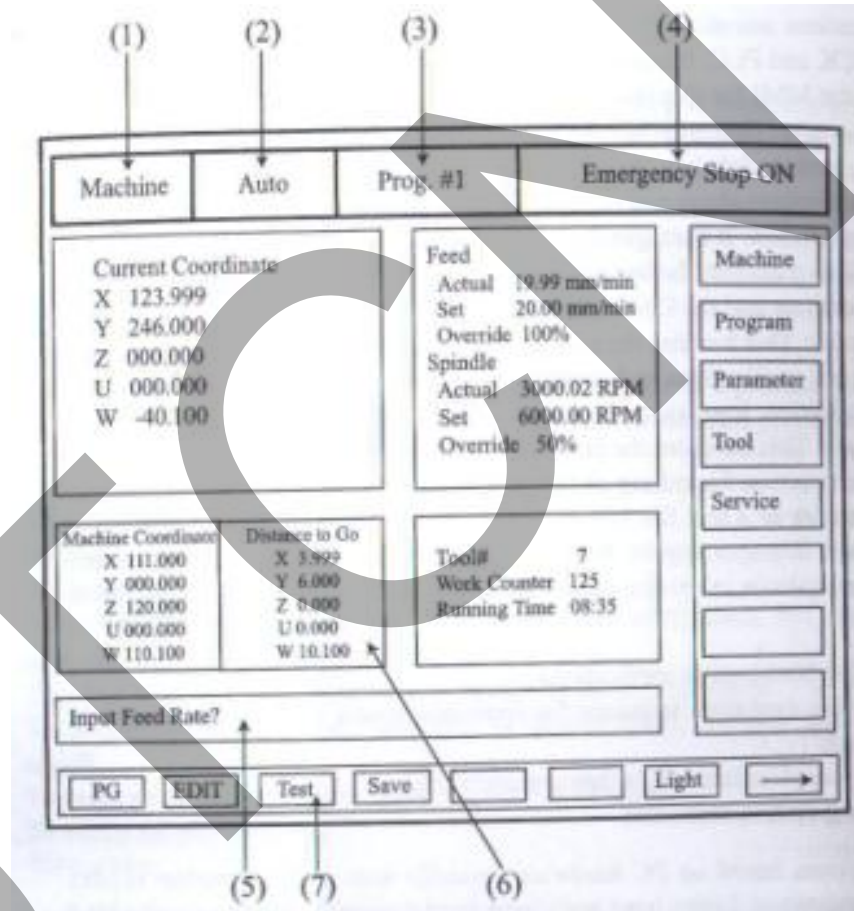 (1) (2) (3) (4)
Machine Auto Prog. #1 Emergency Stop ON
Current Coordinate
X 123.999
Y 246.000
Z 000.000
U 000.000
W -40.100
Feed
Actual 19.99 mm/min
Set 20.00 mm/min
Override 100%
Spindle
Actual 3000.02 RPM
Set 6000.00 RPM
Override 50%
Machine
Program
Parameter
Tool
Service
Machine Coordinate
X 111.000
Y 000.000
Z 120.000
U 000.000
W 110.100
Distance to Go
X 3.999
Y 6.000
Z 0.000
U 0.000
W 10.100
Tool# 7
Work Counter 125
Running Time 08:35
Input Feed Rate?
PG EDIT Test Save Light
(5) (7) (6)